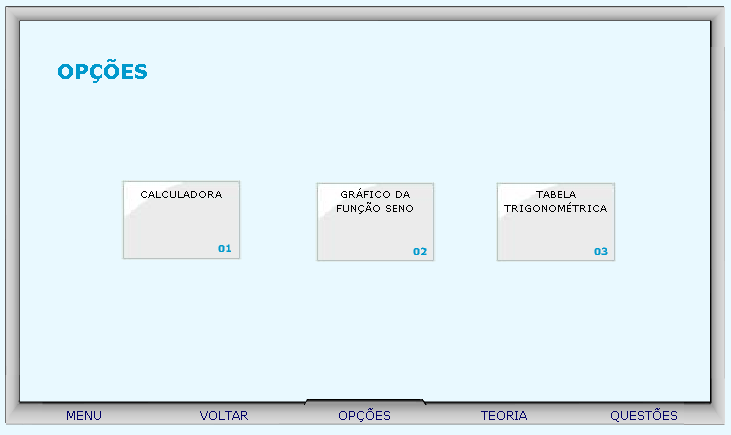 OPÇÕES
CALCULADORA
01
GRÁFICO DA
FUNÇÃO SENO
02
TABELA
TRIGONOMÉTRICA
03
MENU
VOLTAR
OPÇÕES
TEORIA
QUESTÕES